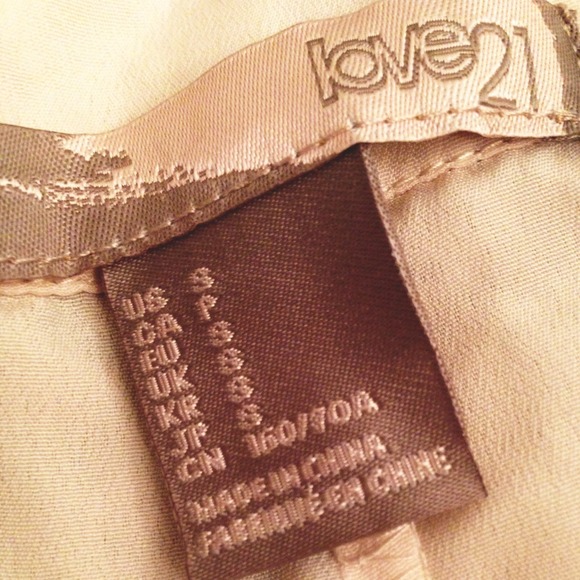 love21
US S
CA P
EU S
UK S
KR S
JP S
CN 160/70A
MADE IN CHINA
FABRIQUÉ EN CHINE